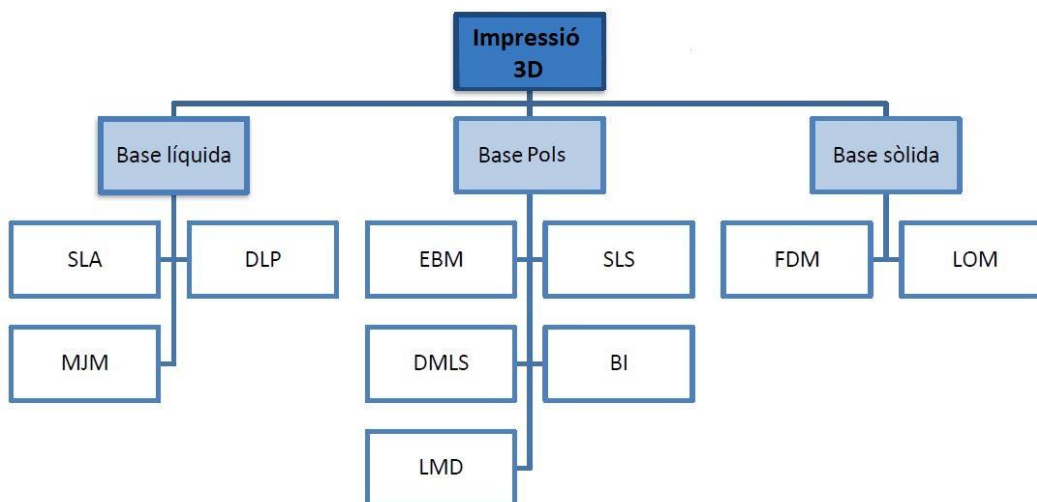 Impressió
3D
Base líquida
Base Pols
Base sòlida
SLA
DLP
EBM
SLS
FDM
LOM
MJM
DMLS
BI
LMD